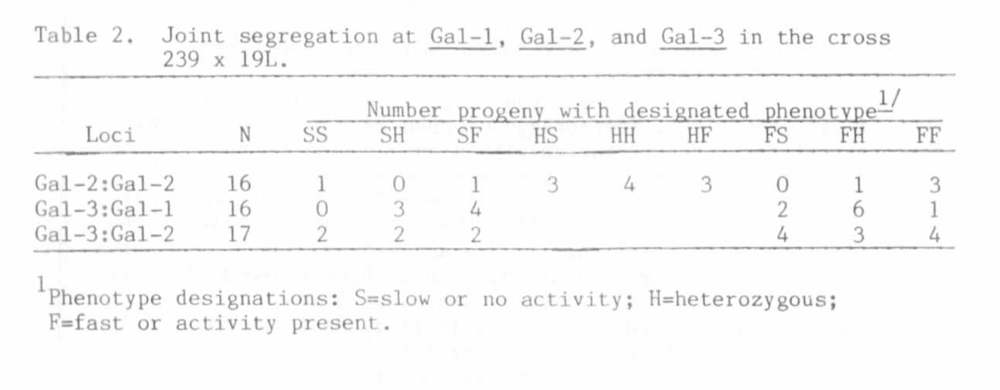 Table 2. Joint segregation at Gal-1, Gal-2, and Gal-3 in the cross
239 x 19L.
Number progeny with designated phenotype1/
Loci N SS SH SF HS HH HF FS FH FF
Gal-2:Gal-2 16 1 0 1 3 4 3 0 1 3
Gal-3:Gal-1 16 0 3 4 2 6 1
Gal-3:Gal-2 17 2 2 2 4 3 4
1Phenotype designations: S=slow or no activity; H=heterozygous;
F=fast or activity present.